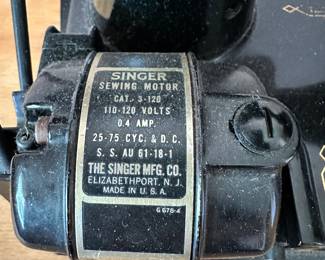 SINGER
SEWING MOTOR
CAT. 3-120
110-120 VOLTS
0.4 AMP.
25-75 CYC. & D.C.
S. S. AU 61-18-1
THE SINGER MFG. CO.
ELIZABETHPORT, N. J.
MADE IN U. S. A.
G 678-4